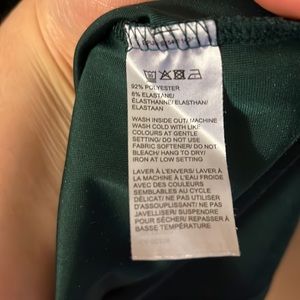 92% POLYESTER
8% ELASTANE/
ÉLASTHANNE/ELASTHAN/
ELASTAAN
WASH INSIDE OUT/ MACHINE
WASH COLD WITH LIKE
COLOURS AT GENTLE
SETTING/ DO NOT USE
FABRIC SOFTENER/ DO NOT
BLEACH/ HANG TO DRY/
IRON AT LOW SETTING
LAVER À L'ENVERS/ LAVER À
LA MACHINE À L'EAU FROIDE
AVEC DES COULEURS
SEMBLABLES AU CYCLE
DÉLICAT/ NE PAS UTILISER
D'ASSOUPLISSANT/ NE PAS
JAVELLISER/ SUSPENDRE
POUR SÉCHER/ REPASSER À
BASSE TEMPÉRATURE